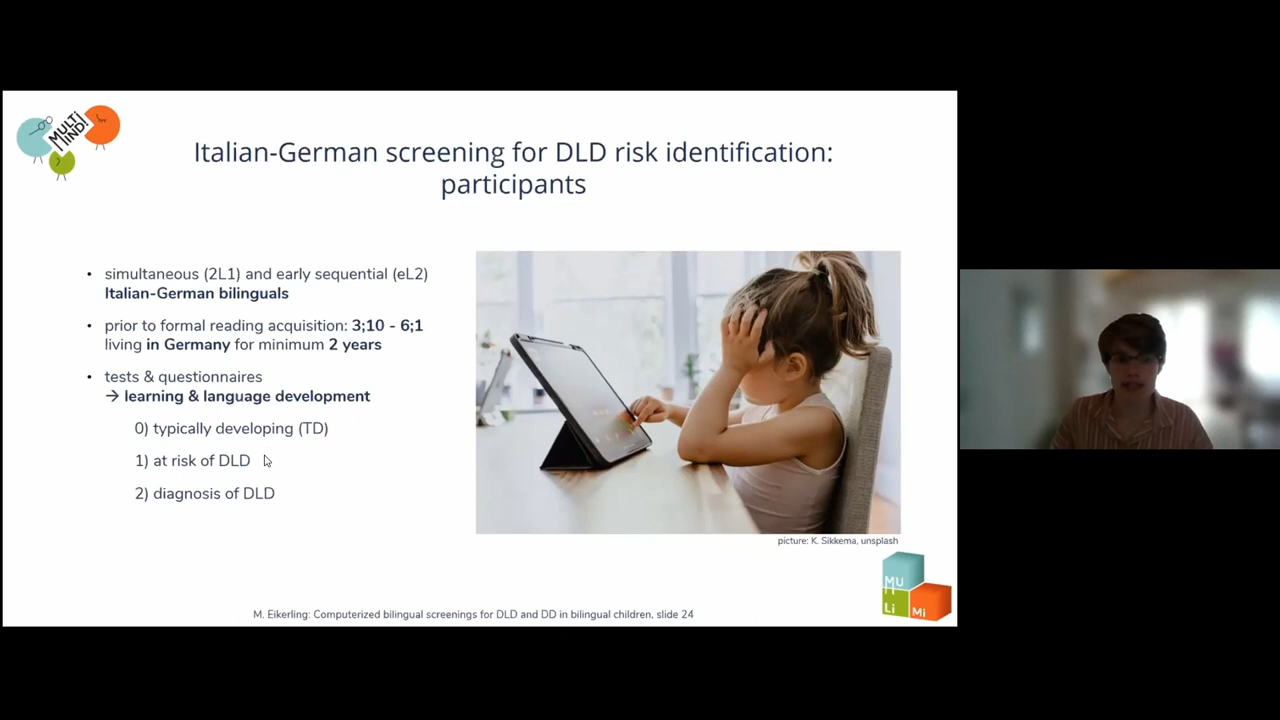 MULTI
MIND!
Italian-German screening for DLD risk identification:
participants
• simultaneous (2L1) and early sequential (eL2)
Italian-German bilinguals
• prior to formal reading acquisition: 3;10 - 6;1
living in Germany for minimum 2 years
• tests & questionnaires
→ learning & language development
0) typically developing (TD)
1) at risk of DLD
2) diagnosis of DLD
picture: K. Sikkema, unsplash
MU
Li
Mi
M. Eikerling: Computerized bilingual screenings for DLD and DD in bilingual children, slide 24